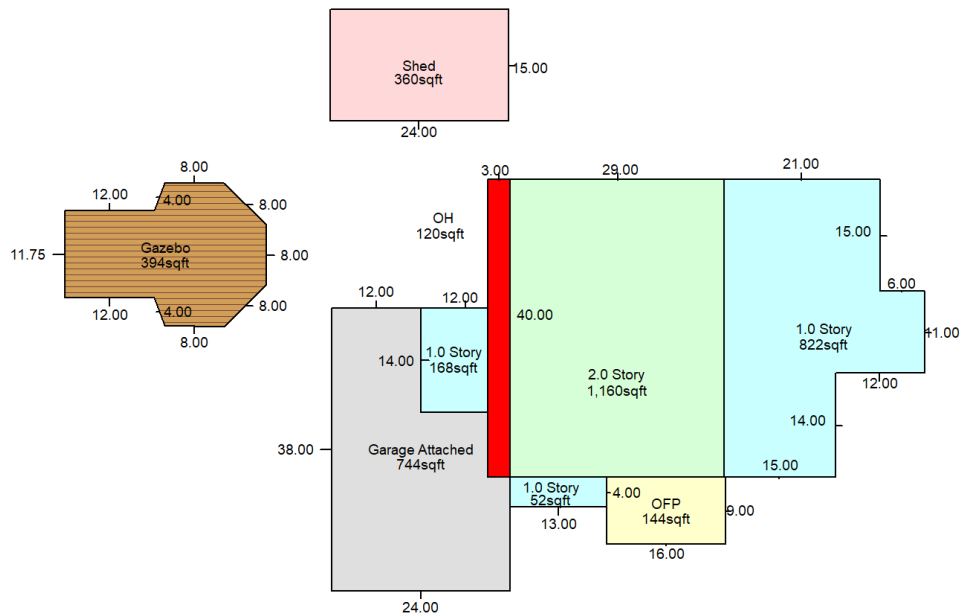 Shed
360sqft
15.00
24.00
8.00
12.00
4.00
8.00
11.75
Gazebo
394sqft
8.00
12.00
4.00
8.00
8.00
3.00
29.00
21.00
OH
120sqft
15.00
6.00
12.00
12.00
40.00
1.0 Story
822sqft
11.00
14.00
1.0 Story
168sqft
2.0 Story
1,160sqft
12.00
14.00
38.00
Garage Attached
744sqft
15.00
1.0 Story
52sqft
4.00
OFP
144sqft
9.00
13.00
16.00
24.00